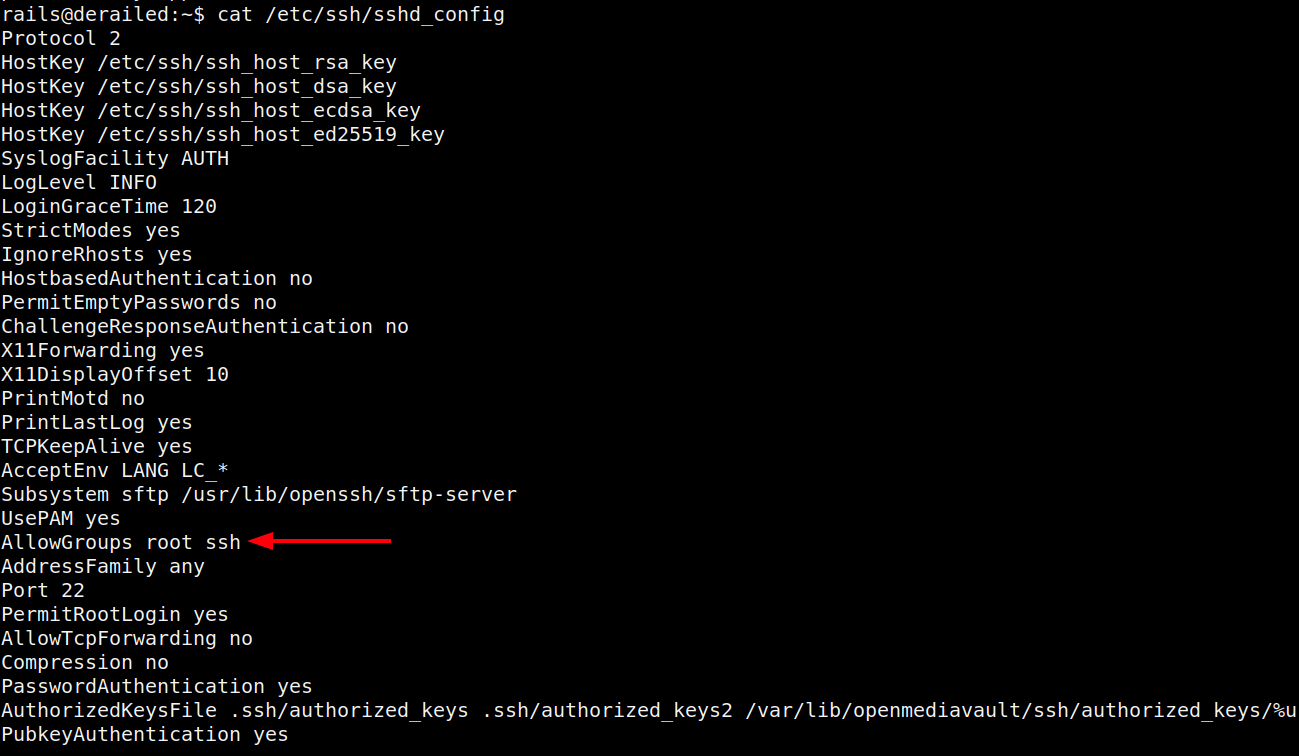 rails@derailed:~$ cat /etc/ssh/sshd_config
Protocol 2
HostKey /etc/ssh/ssh_host_rsa_key
HostKey /etc/ssh/ssh_host_dsa_key
HostKey /etc/ssh/ssh_host_ecdsa_key
HostKey /etc/ssh/ssh_host_ed25519_key
SyslogFacility AUTH
LogLevel INFO
LoginGraceTime 120
StrictModes yes
IgnoreRhosts yes
HostbasedAuthentication no
PermitEmptyPasswords no
ChallengeResponseAuthentication no
X11Forwarding yes
X11DisplayOffset 10
PrintMotd no
PrintLastLog yes
TCPKeepAlive yes
AcceptEnv LANG LC_*
Subsystem sftp /usr/lib/openssh/sftp-server
UsePAM yes
AllowGroups root ssh
AddressFamily any
Port 22
PermitRootLogin yes
AllowTcpForwarding no
Compression no
PasswordAuthentication yes
AuthorizedKeysFile .ssh/authorized_keys .ssh/authorized_keys2 /var/lib/openmediavault/ssh/authorized_keys/%u
PubkeyAuthentication yes